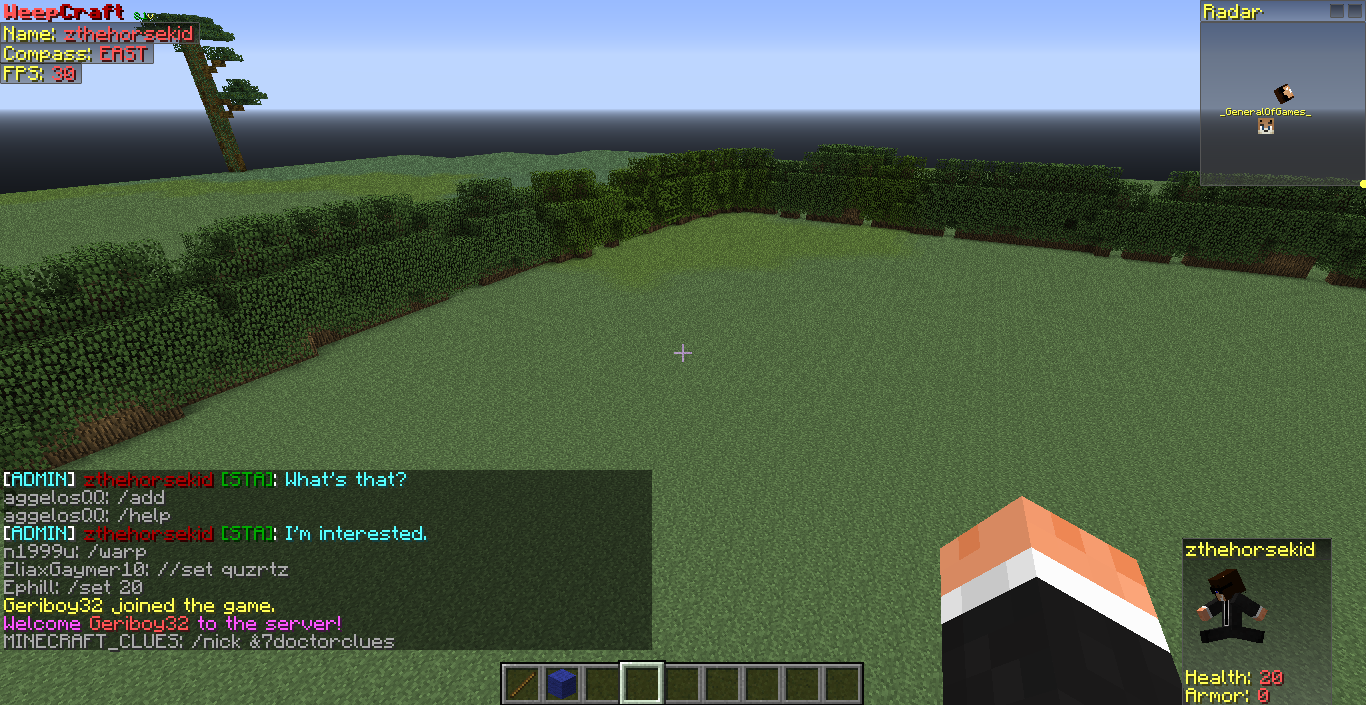 WeepCraft
Name: zthehorsekid
Compass: EAST
FPS: 30
Radar
_GeneralOfGames_
[ADMIN] zthehorsekid [STA]: What's that?
aggelosQQ: /add
aggelosQQ: /help
[ADMIN] zthehorsekid [STA]: I'm interested.
n1999u: /warp
EliaxGaymer10: //set quzrtz
Ephill: /set 20
Geriboy32 joined the game.
Welcome Geriboy32 to the server!
MINECRAFT_CLUES: /nick &7doctorclues
zthehorsekid
Health: 20
Armor: 0